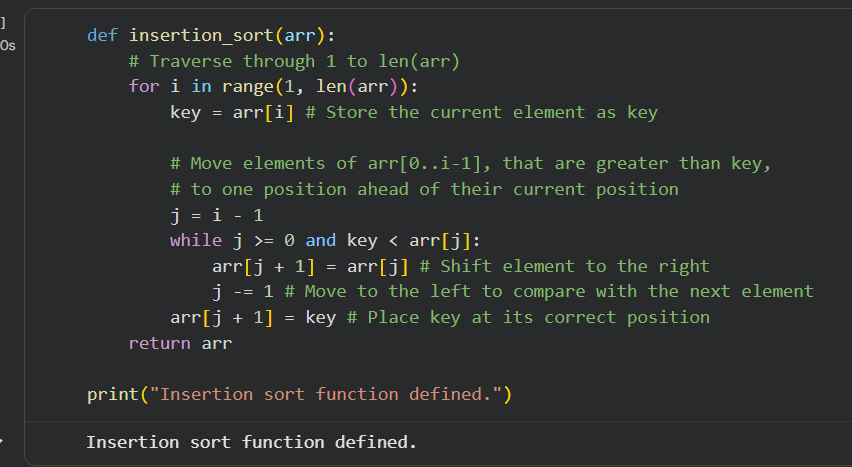 ]
0s
def insertion_sort(arr):
    # Traverse through 1 to len(arr)
    for i in range(1, len(arr)):
        key = arr[i] # Store the current element as key

        # Move elements of arr[0..i-1], that are greater than key,
        # to one position ahead of their current position
        j = i - 1
        while j >= 0 and key < arr[j]:
            arr[j + 1] = arr[j] # Shift element to the right
            j -= 1 # Move to the left to compare with the next element
        arr[j + 1] = key # Place key at its correct position
    return arr

print("Insertion sort function defined.")
Insertion sort function defined.